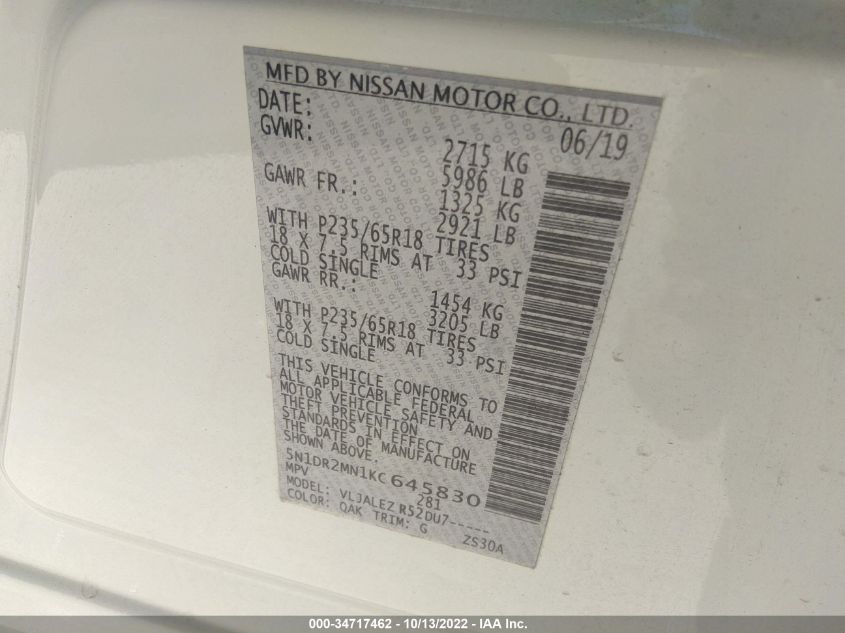 MFD BY NISSAN MOTOR CO., LTD.
DATE: 06/19
GVWR: 2715 KG
5986 LB
GAWR FR.: 1325 KG
2921 LB
WITH P235/65R18 TIRES
18 X 7.5 RIMS AT 33 PSI
COLD SINGLE
GAWR RR.: 1454 KG
3205 LB
WITH P235/65R18 TIRES
18 X 7.5 RIMS AT 33 PSI
COLD SINGLE
THIS VEHICLE CONFORMS TO
ALL APPLICABLE FEDERAL
MOTOR VEHICLE SAFETY AND
THEFT PREVENTION
STANDARDS IN EFFECT ON
THE DATE OF MANUFACTURE
SHOWN ABOVE.
5N1DR2MN1KC645830
MPV 281
MODEL: VLJALEZ R52DU7-----
COLOR: QAK TRIM: G ZS30A
000-34717462 - 10/13/2022 - IAA Inc.